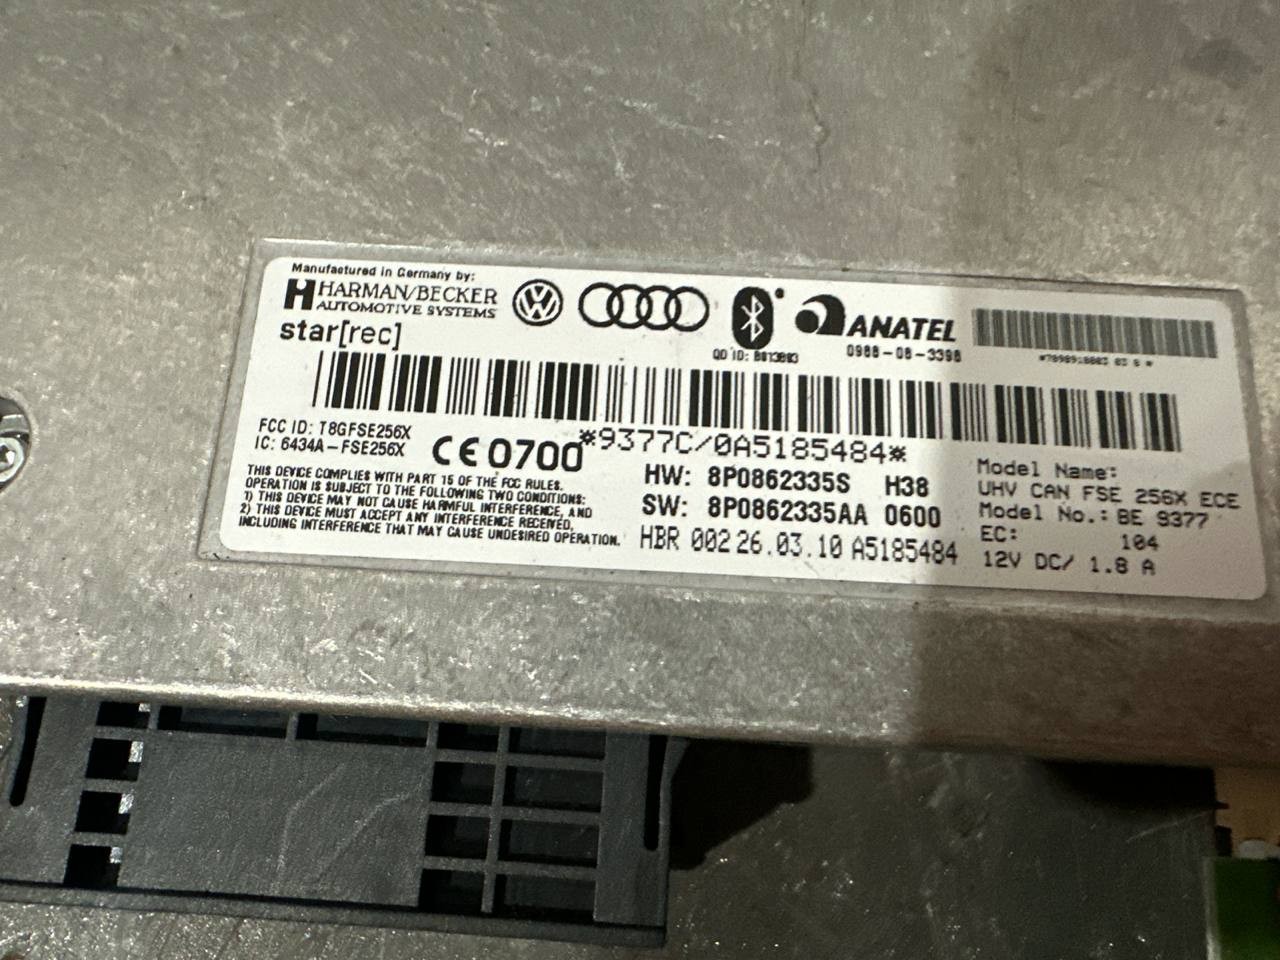 Manufactured in Germany by:
HARMAN/BECKER
AUTOMOTIVE SYSTEMS
star[rec]
QD ID: B013883
ANATEL
0988-08-3398
FCC ID: T8GFSE256X
IC: 6434A-FSE256X
CE0700
*9377C/0A5185484*
THIS DEVICE COMPLIES WITH PART 15 OF THE FCC RULES.
OPERATION IS SUBJECT TO THE FOLLOWING TWO CONDITIONS:
1) THIS DEVICE MAY NOT CAUSE HARMFUL INTERFERENCE, AND
2) THIS DEVICE MUST ACCEPT ANY INTERFERENCE RECEIVED,
INCLUDING INTERFERENCE THAT MAY CAUSE UNDESIRED OPERATION.
HW: 8P0862335S H38
SW: 8P0862335AA 0600
HBR 002 26.03.10 A5185484
Model Name:
UHV CAN FSE 256X ECE
Model No.: BE 9377
EC: 104
12V DC/ 1.8 A